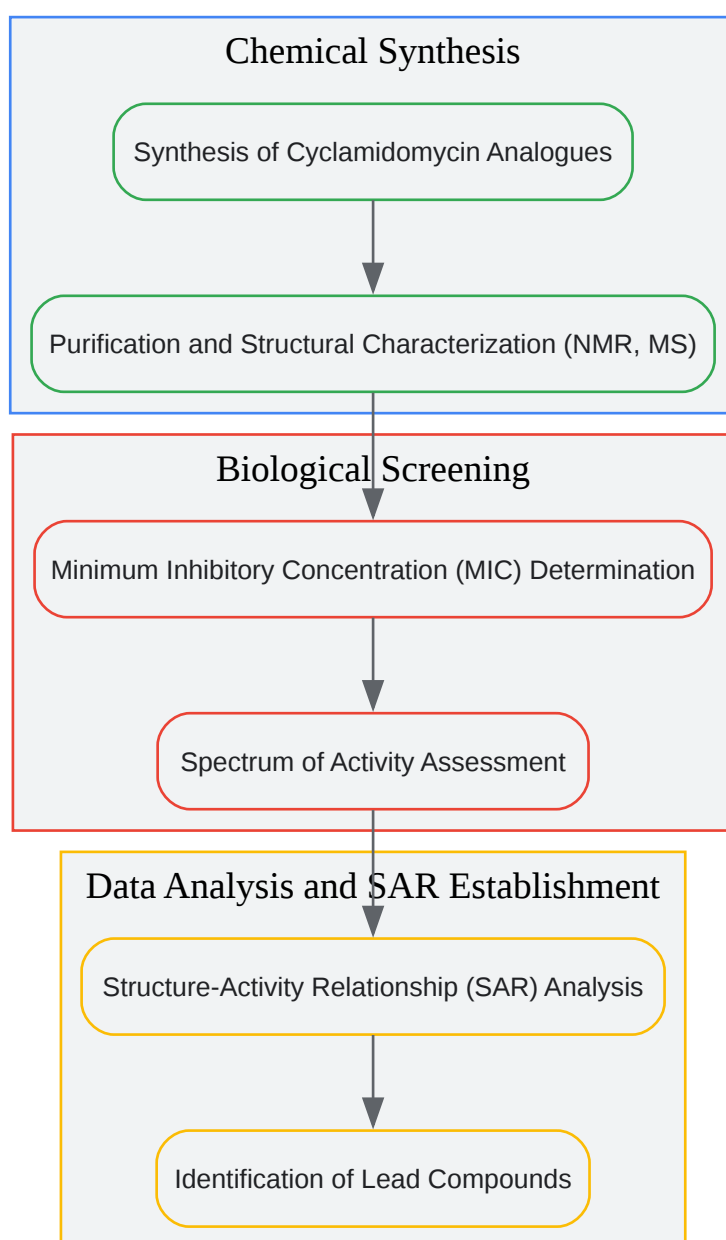 Chemical Synthesis
Synthesis of Cyclamidomycin Analogues
Purification and Structural Characterization (NMR, MS)
Biological Screening
Minimum Inhibitory Concentration (MIC) Determination
Spectrum of Activity Assessment
Data Analysis and SAR Establishment
Structure-Activity Relationship (SAR) Analysis
Identification of Lead Compounds